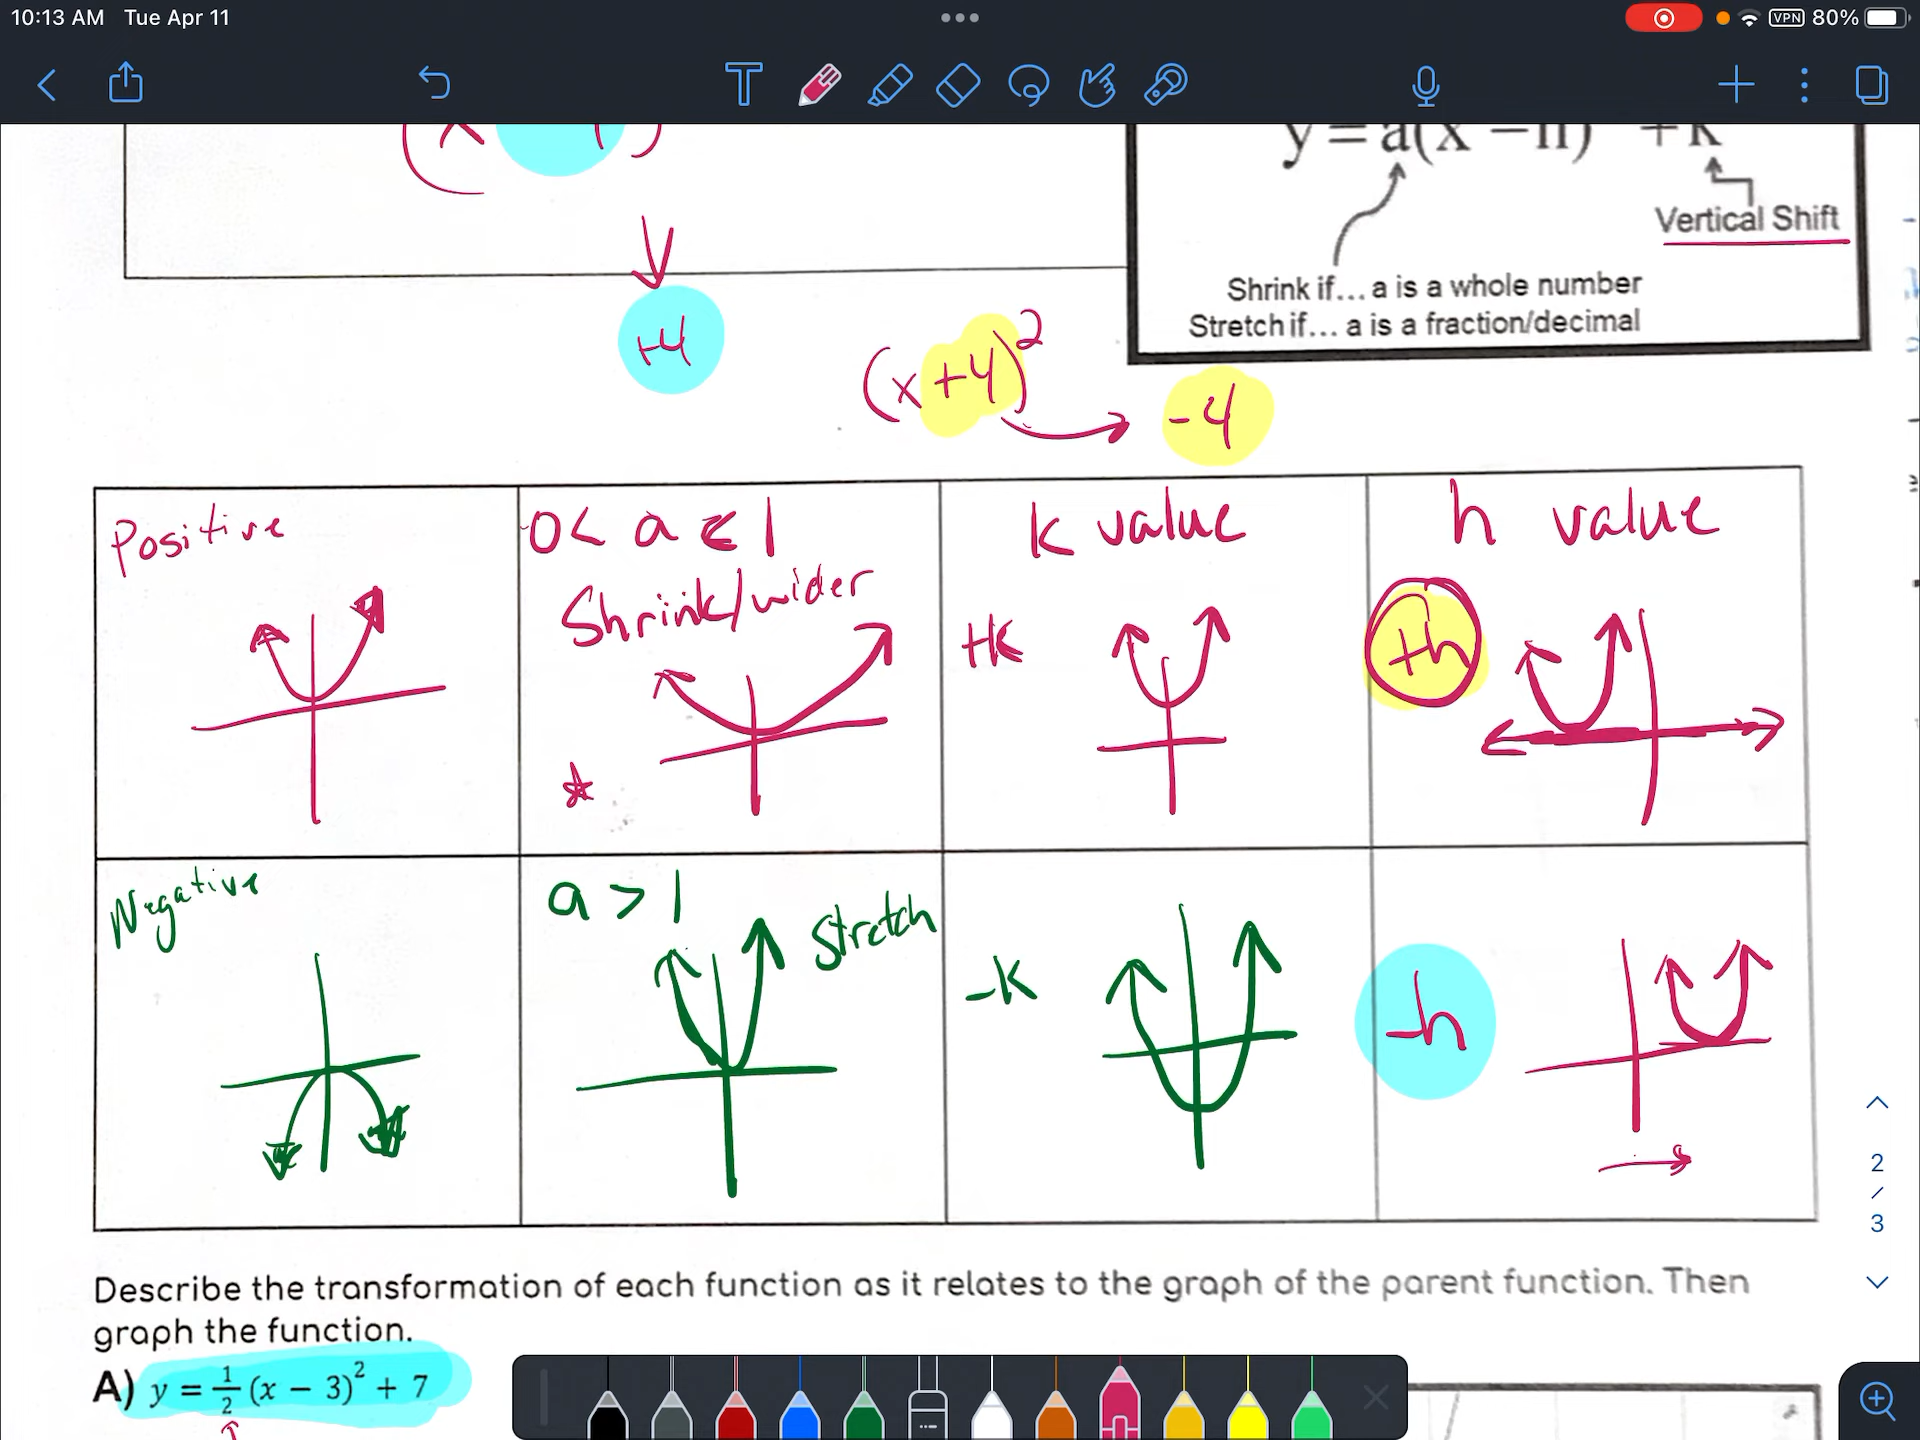 10:13 AM Tue Apr 11
VPN 80%
y = a(x − h) + k
Vertical Shift
Shrink if... a is a whole number
Stretch if... a is a fraction/decimal
+4
(x +4)²
-4
Positive
0 < a < 1
Shrink/wider
k value
+k
h value
+h
Negative
a > 1
Stretch
-k
-h
2
/
3
Describe the transformation of each function as it relates to the graph of the parent function. Then
graph the function.
A) y = 1/2 (x − 3)² + 7